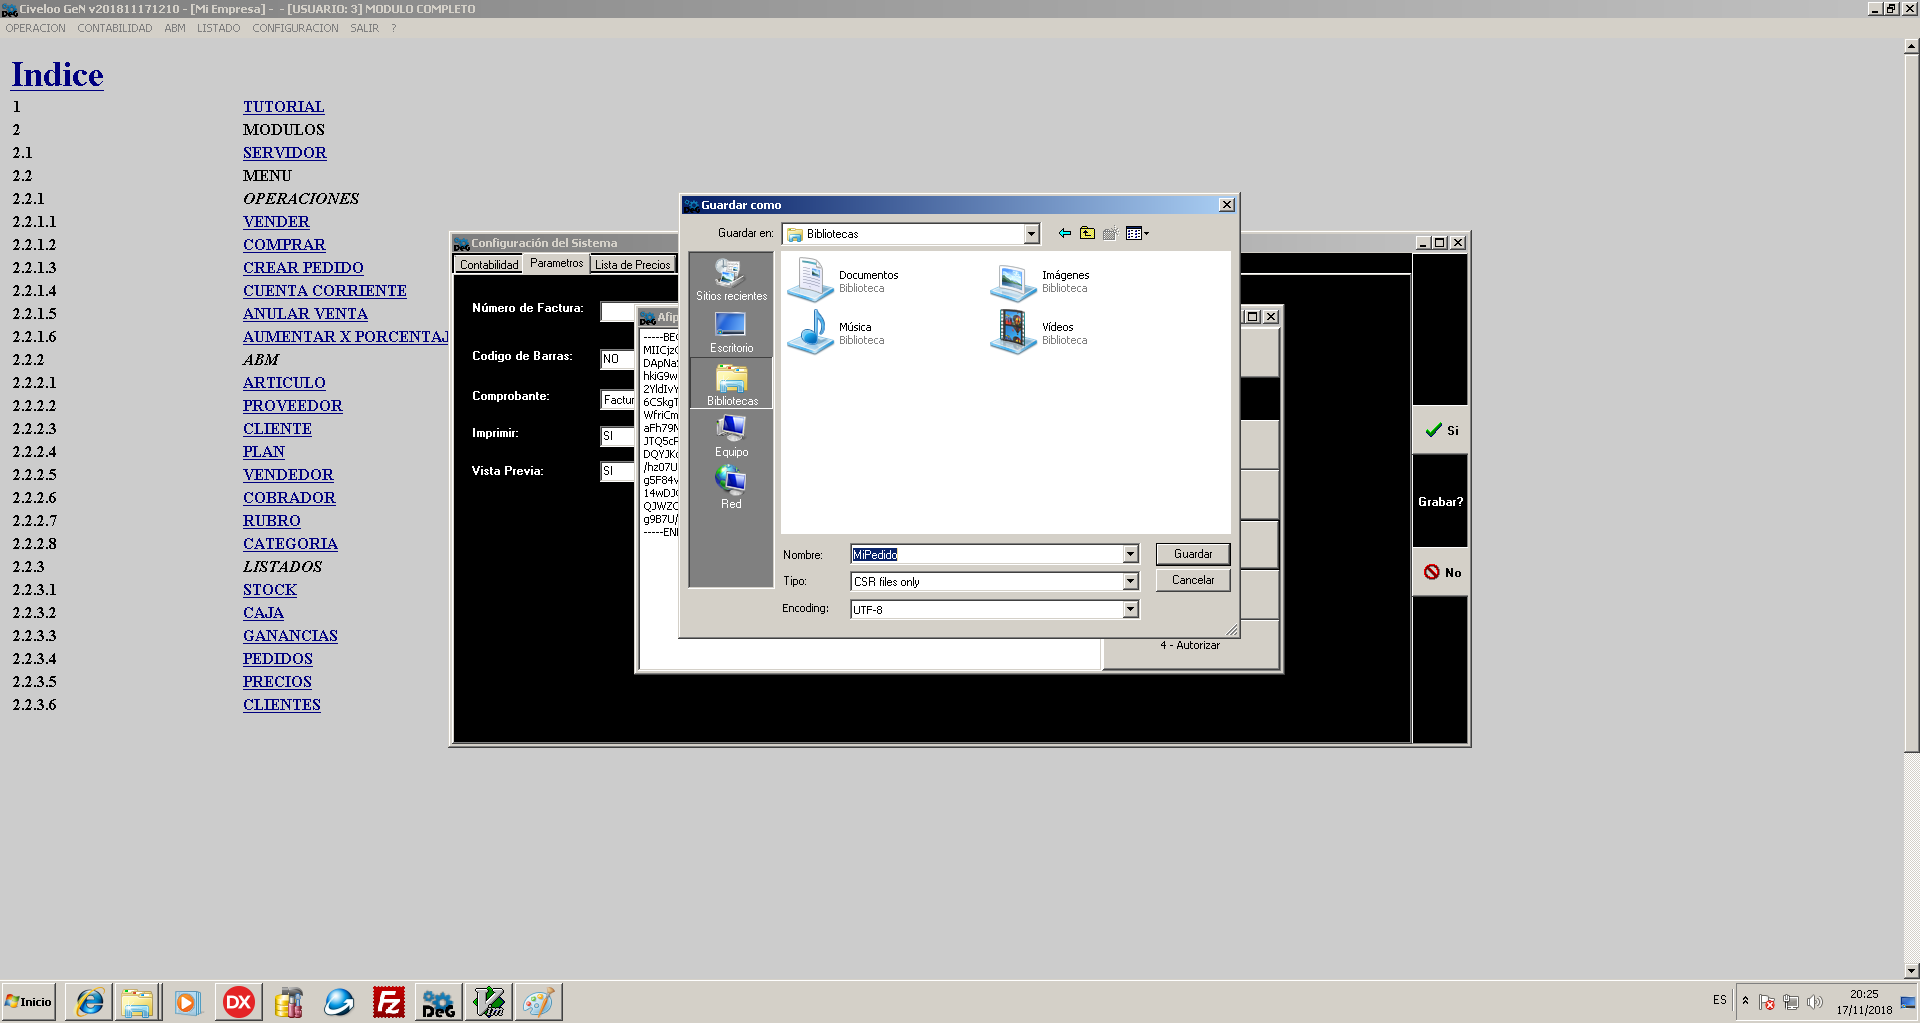 Civeloo GeN v201811171210 - [Mi Empresa] - - [USUARIO: 3] MODULO COMPLETO
OPERACION CONTABILIDAD ABM LISTADO CONFIGURACION SALIR ?
Indice
1 TUTORIAL
2 MODULOS
2.1 SERVIDOR
2.2 MENU
2.2.1 OPERACIONES
2.2.1.1 VENDER
2.2.1.2 COMPRAR
2.2.1.3 CREAR PEDIDO
2.2.1.4 CUENTA CORRIENTE
2.2.1.5 ANULAR VENTA
2.2.1.6 AUMENTAR X PORCENTAJ
2.2.2 ABM
2.2.2.1 ARTICULO
2.2.2.2 PROVEEDOR
2.2.2.3 CLIENTE
2.2.2.4 PLAN
2.2.2.5 VENDEDOR
2.2.2.6 COBRADOR
2.2.2.7 RUBRO
2.2.2.8 CATEGORIA
2.2.3 LISTADOS
2.2.3.1 STOCK
2.2.3.2 CAJA
2.2.3.3 GANANCIAS
2.2.3.4 PEDIDOS
2.2.3.5 PRECIOS
2.2.3.6 CLIENTES
Configuración del Sistema
Contabilidad Parametros Lista de Precios
Número de Factura:
Codigo de Barras: NO
Comprobante: Factur
Imprimir: SI
Vista Previa: SI
Si
Grabar?
No
Afip
-----BEG
MIICjz
DApNa
hkiG9w
2YldIvY
6C5kgT
WfriCm
aFh79N
JTQ5cF
DQYJK
/hz07U
g5F84v
14wDJ
QJWZC
g9B7U/
-----EN
4 - Autorizar
Guardar como
Guardar en: Bibliotecas
Sitios recientes
Escritorio
Bibliotecas
Equipo
Red
Documentos
Biblioteca
Imágenes
Biblioteca
Música
Biblioteca
Vídeos
Biblioteca
Nombre: MiPedido Guardar
Tipo: CSR files only Cancelar
Encoding: UTF-8
Inicio
DX
Fz
DeG
ES
20:25
17/11/2018